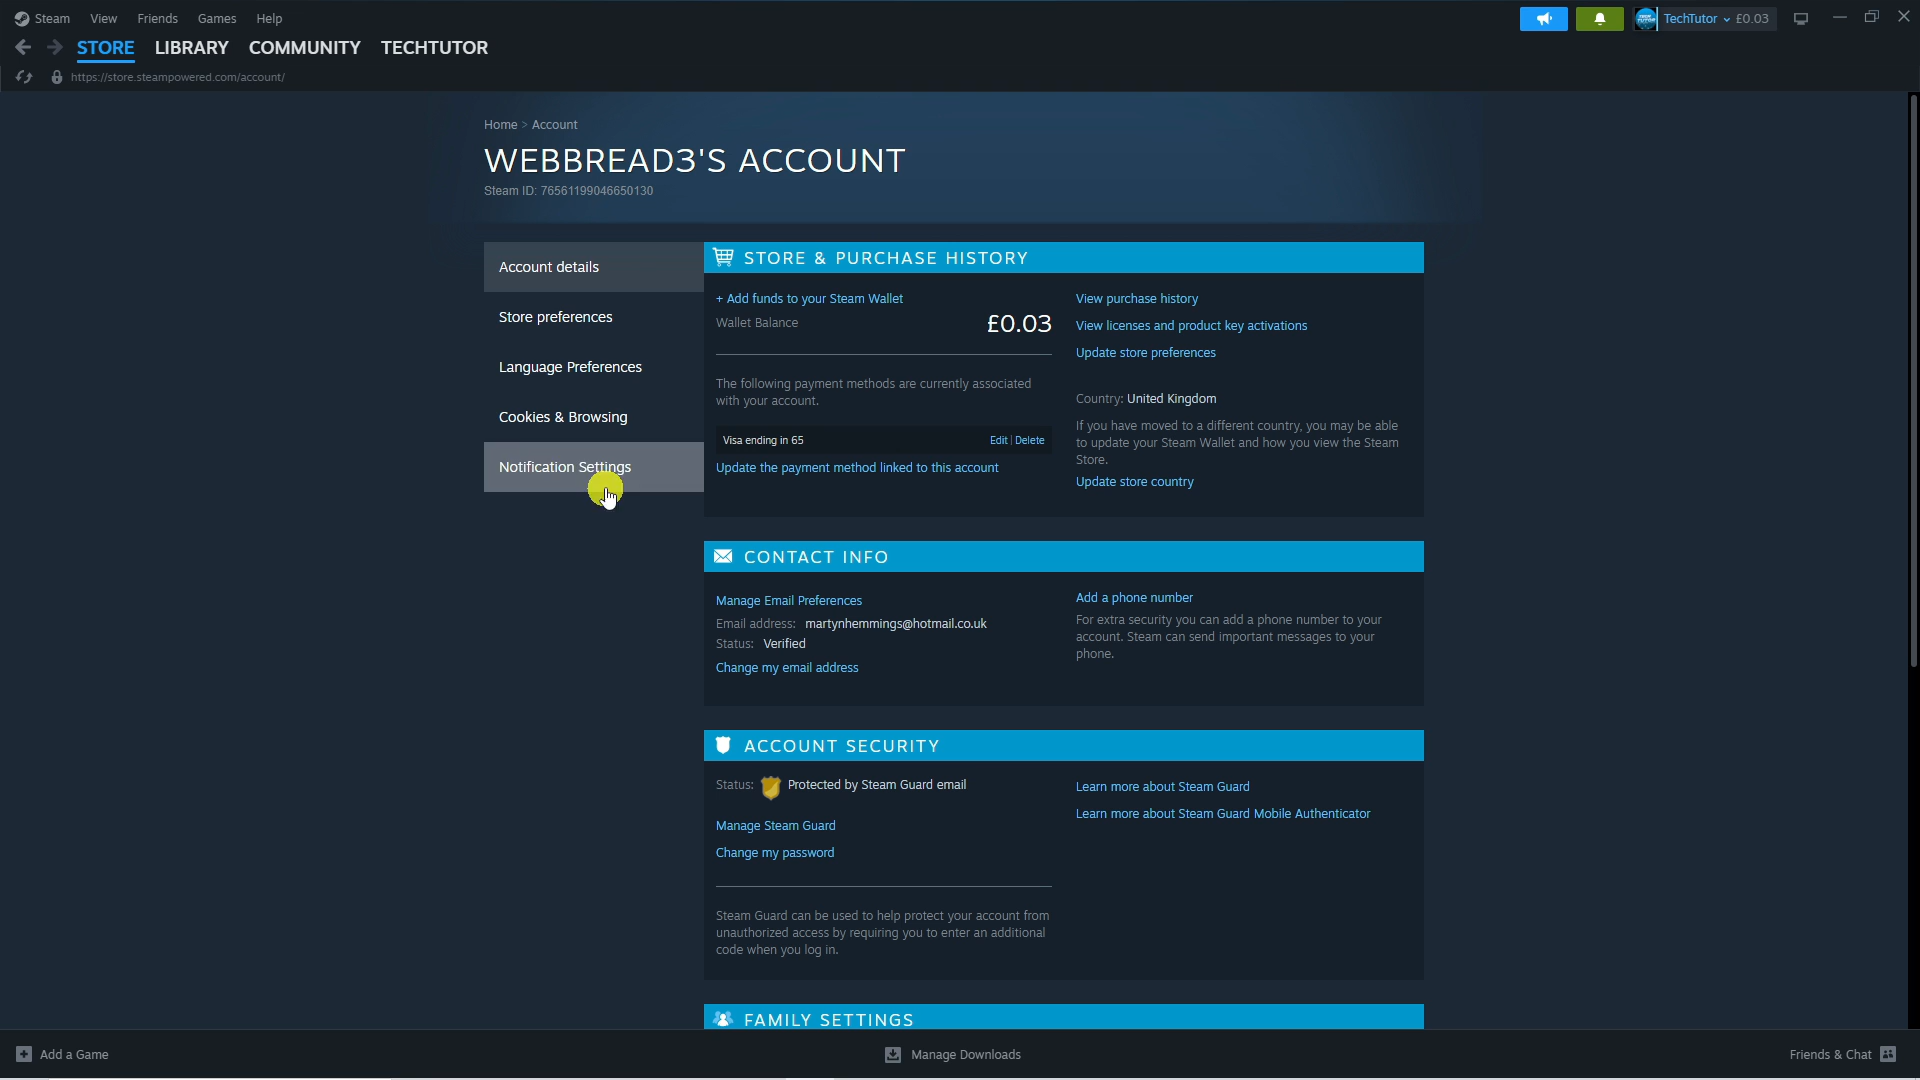 Steam View Friends Games Help
TechTutor £0.03
STORE LIBRARY COMMUNITY TECHTUTOR
https://store.steampowered.com/account/
Home > Account
WEBBREAD3'S ACCOUNT
Steam ID: 76561199046650130
Account details
Store preferences
Language Preferences
Cookies & Browsing
Notification Settings
STORE & PURCHASE HISTORY
+ Add funds to your Steam Wallet
Wallet Balance £0.03
The following payment methods are currently associated
with your account.
Visa ending in 65 Edit | Delete
Update the payment method linked to this account
View purchase history
View licenses and product key activations
Update store preferences
Country: United Kingdom
If you have moved to a different country, you may be able
to update your Steam Wallet and how you view the Steam
Store.
Update store country
CONTACT INFO
Manage Email Preferences
Email address: martynhemmings@hotmail.co.uk
Status: Verified
Change my email address
Add a phone number
For extra security you can add a phone number to your
account. Steam can send important messages to your
phone.
ACCOUNT SECURITY
Status: Protected by Steam Guard email
Manage Steam Guard
Change my password
Steam Guard can be used to help protect your account from
unauthorized access by requiring you to enter an additional
code when you log in.
Learn more about Steam Guard
Learn more about Steam Guard Mobile Authenticator
FAMILY SETTINGS
Add a Game
Manage Downloads
Friends & Chat